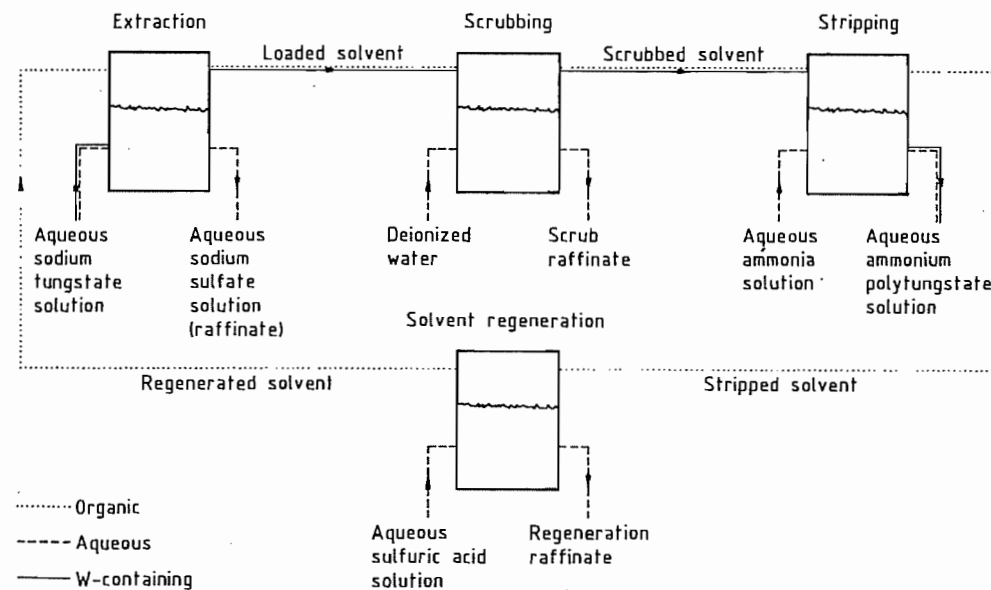 Extraction
Scrubbing
Stripping
Loaded solvent
Scrubbed solvent
Aqueous
sodium
tungstate
solution
Aqueous
sodium
sulfate
solution
(raffinate)
Deionized
water
Scrub
raffinate
Aqueous
ammonia
solution
Aqueous
ammonium
polytungstate
solution
Solvent regeneration
Regenerated solvent
Stripped solvent
Aqueous
sulfuric acid
solution
Regeneration
raffinate
Organic
Aqueous
W-containing